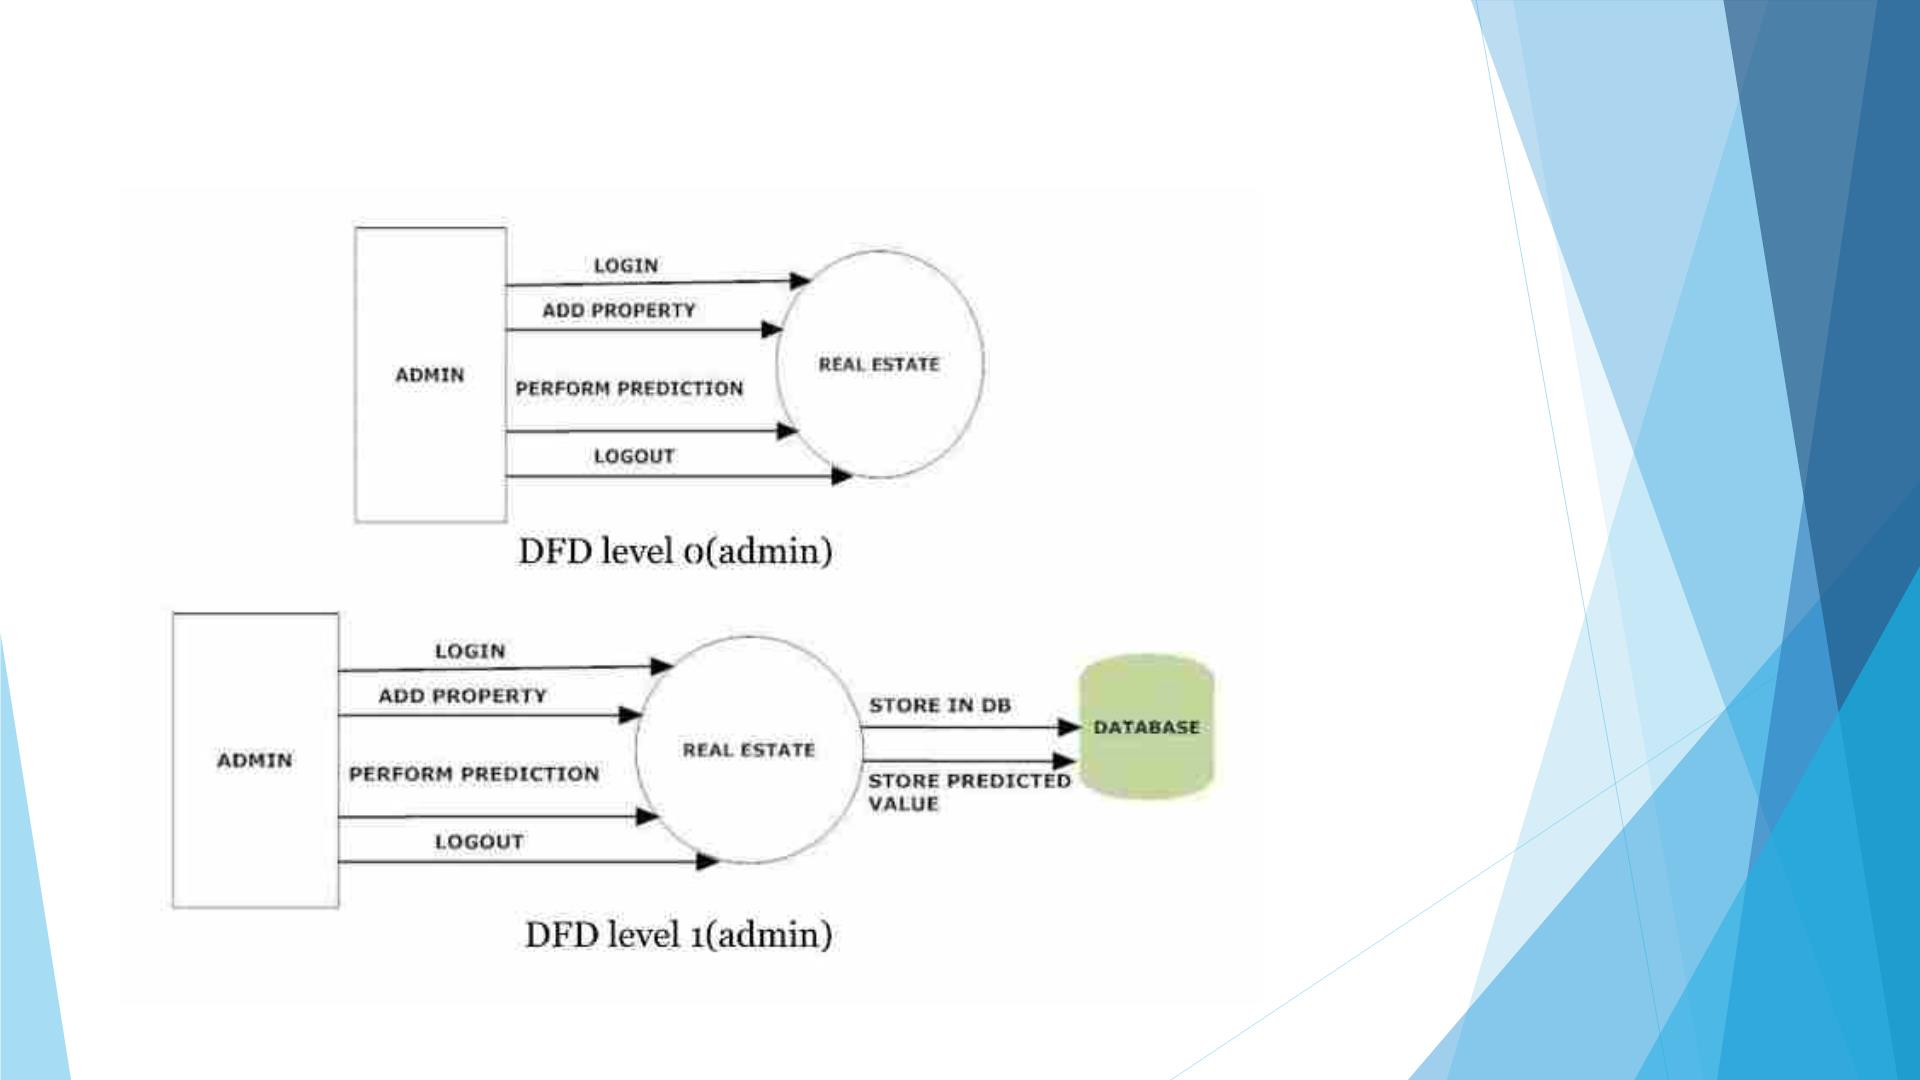 LOGIN
ADD PROPERTY
ADMIN
PERFORM PREDICTION
REAL ESTATE
LOGOUT
DFD level 0(admin)
LOGIN
ADD PROPERTY
ADMIN
PERFORM PREDICTION
LOGOUT
REAL ESTATE
STORE IN DB
DATABASE
STORE PREDICTED
VALUE
DFD level 1(admin)